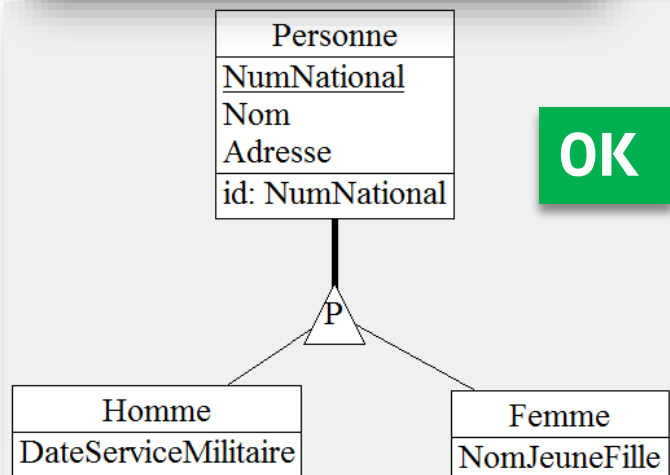 Personne
NumNational
Nom
Adresse
id: NumNational
OK
P
Homme
DateServiceMilitaire
Femme
NomJeuneFille